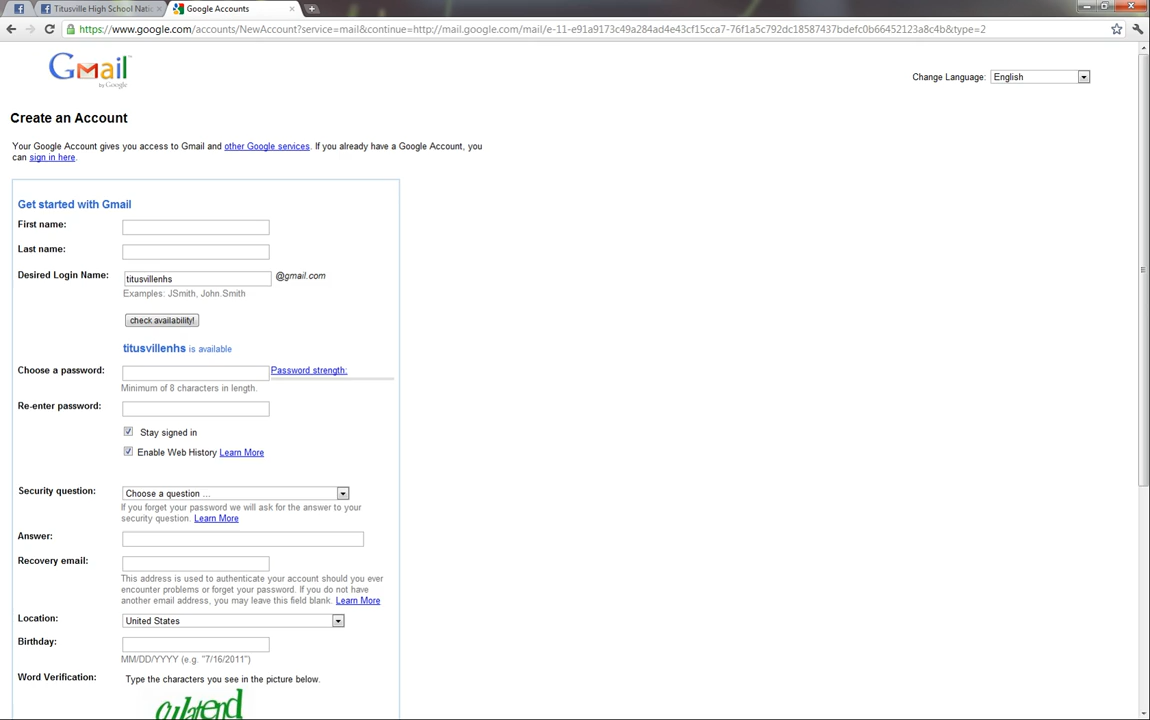 Titusville High School Natio
Google Accounts
https://www.google.com/accounts/NewAccount?service=mail&continue=http://mail.google.com/mail/e-11-e91a9173c49a284ad4e43cf15cca7-76f1a5c792dc18587437bdefc0b66452123a8c4b&type=2
Gmail
by Google
Change Language: English
Create an Account
Your Google Account gives you access to Gmail and other Google services. If you already have a Google Account, you
can sign in here.
Get started with Gmail
First name:
Last name:
Desired Login Name: titusvillenhs @gmail.com
Examples: JSmith, John.Smith
check availability!
titusvillenhs is available
Choose a password: Password strength:
Minimum of 8 characters in length.
Re-enter password:
Stay signed in
Enable Web History Learn More
Security question: Choose a question ...
If you forget your password we will ask for the answer to your
security question. Learn More
Answer:
Recovery email:
This address is used to authenticate your account should you ever
encounter problems or forget your password. If you do not have
another email address, you may leave this field blank. Learn More
Location: United States
Birthday:
MM/DD/YYYY (e.g. "7/16/2011")
Word Verification: Type the characters you see in the picture below.